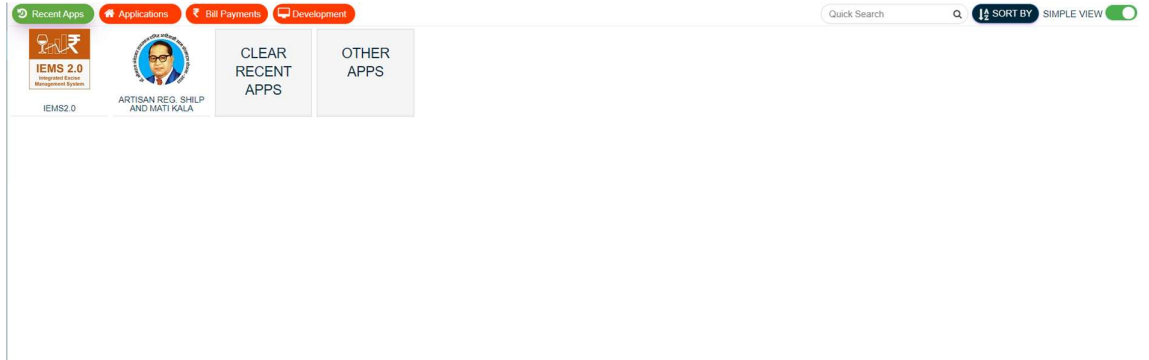 Recent Apps Applications ₹ Bill Payments Development Quick Search SORT BY SIMPLE VIEW
IEMS 2.0
Integrated Excise
Management System
IEMS2.0
ARTISAN REG. SHILP
AND MATI KALA
CLEAR
RECENT
APPS
OTHER
APPS